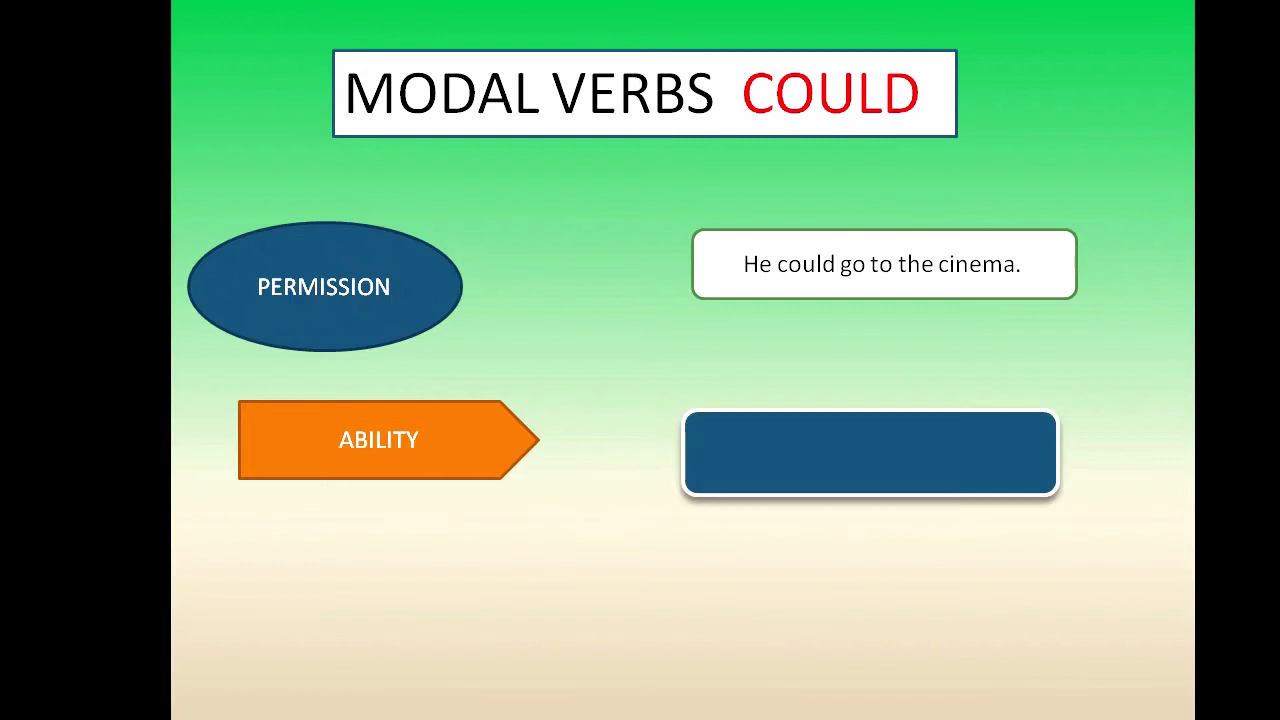 MODAL VERBS COULD
PERMISSION
He could go to the cinema.
ABILITY